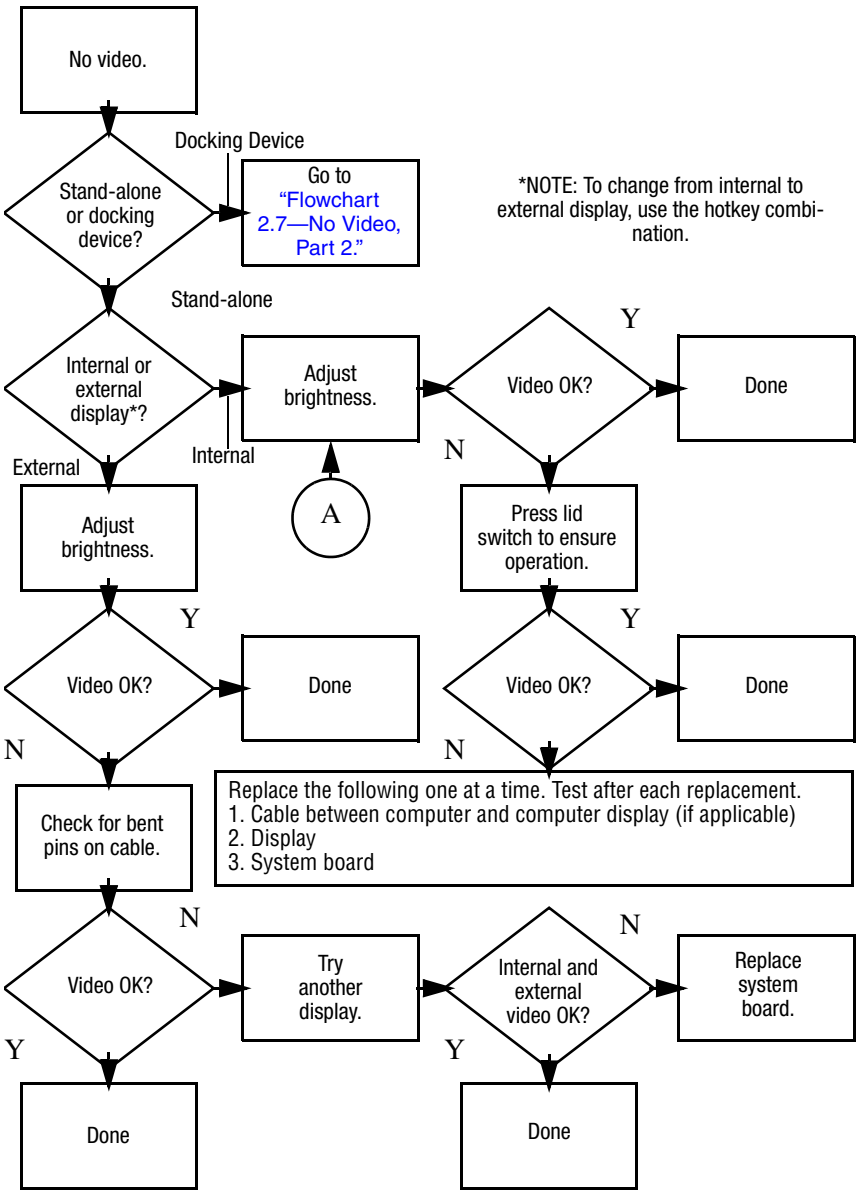 No video.
Docking Device
Stand-alone
or docking
device?
Go to
“Flowchart
2.7—No Video,
Part 2.”
*NOTE: To change from internal to
external display, use the hotkey combi-
nation.
Stand-alone
Internal or
external
display*?
Adjust
brightness.
Y
Video OK?
Done
External
Internal
N
A
Adjust
brightness.
Press lid
switch to ensure
operation.
Y
Video OK?
Done
Y
Video OK?
Done
N
N
Check for bent
pins on cable.
Replace the following one at a time. Test after each replacement.
1. Cable between computer and computer display (if applicable)
2. Display
3. System board
N
Video OK?
Try
another
display.
N
Internal and
external
video OK?
Replace
system
board.
Y
Y
Done
Done